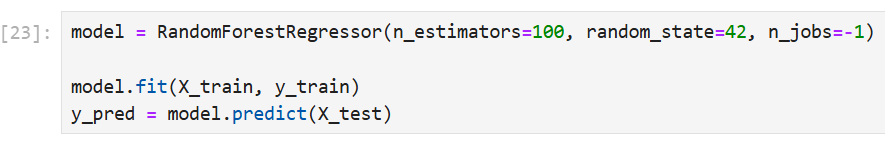 [23]: model = RandomForestRegressor(n_estimators=100, random_state=42, n_jobs=-1)
model.fit(X_train, y_train)
y_pred = model.predict(X_test)